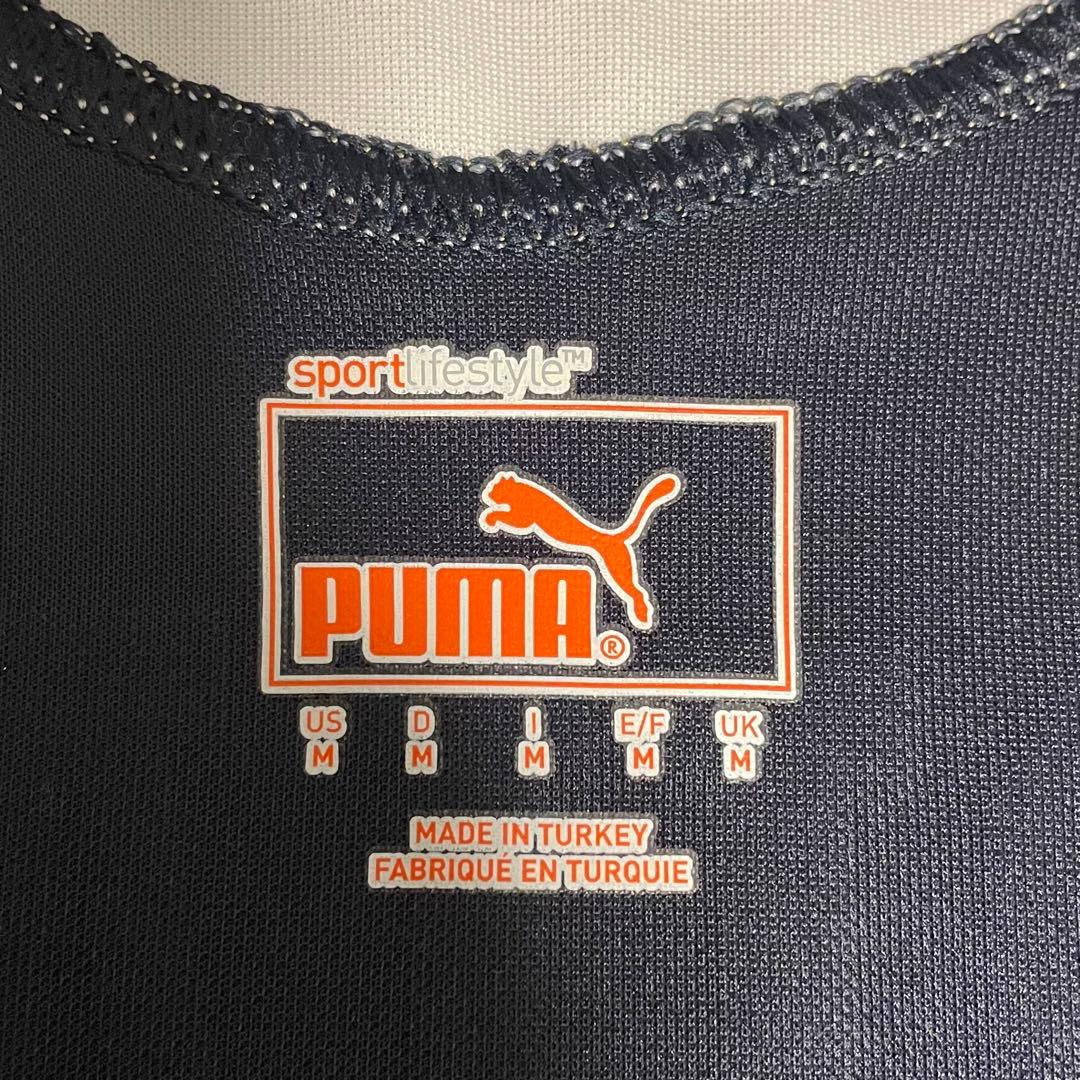 sportlifestyle™
PUMA®
US D I E/F UK
M M M M M
MADE IN TURKEY
FABRIQUÉ EN TURQUIE